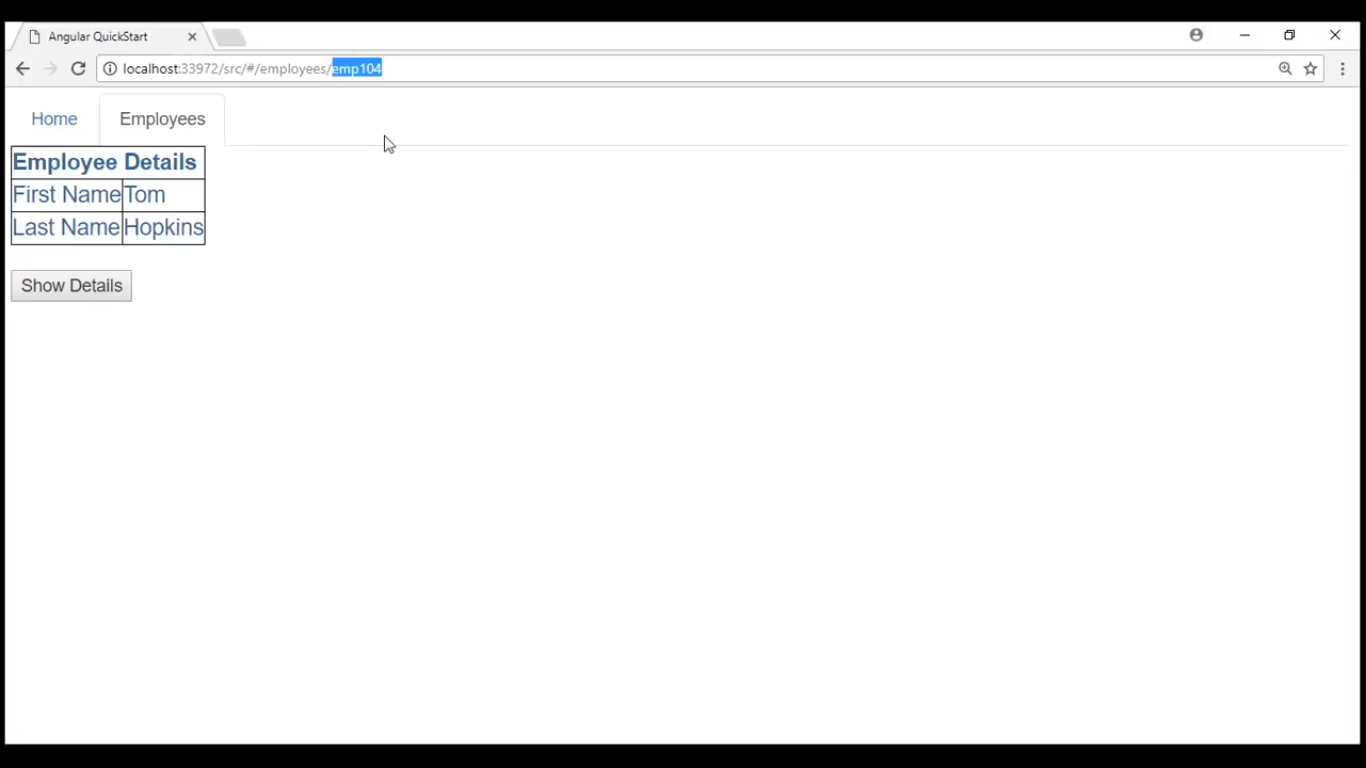 Angular QuickStart
localhost:33972/src/#/employees/emp104
Home Employees
Employee Details
First Name Tom
Last Name Hopkins
Show Details